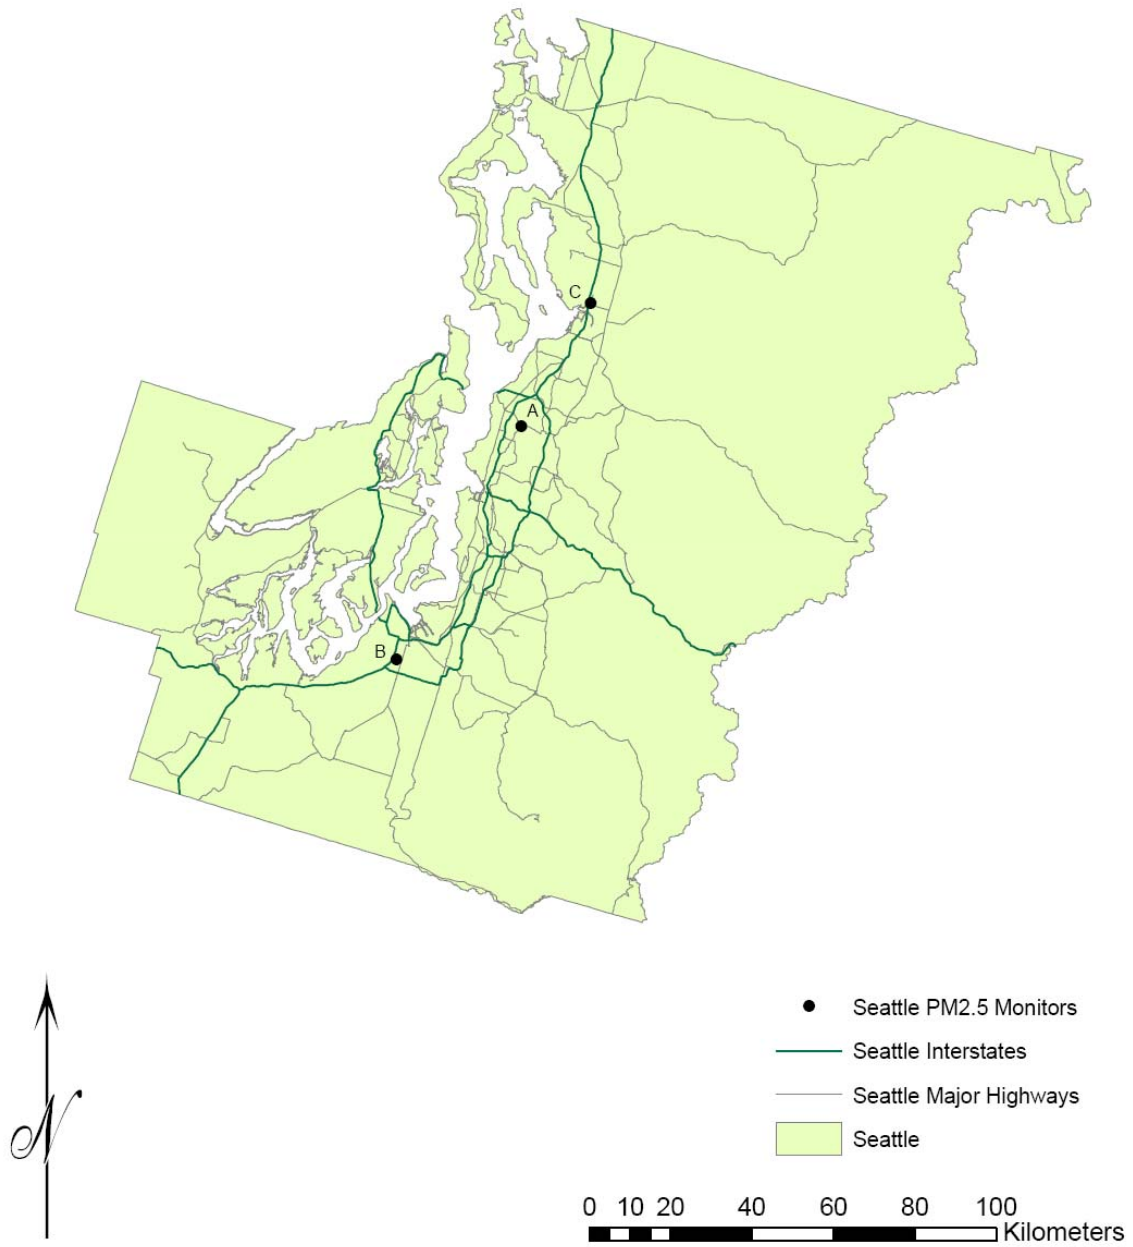 C
A
B
N
Seattle PM2.5 Monitors
Seattle Interstates
Seattle Major Highways
Seattle
0 10 20 40 60 80 100
Kilometers